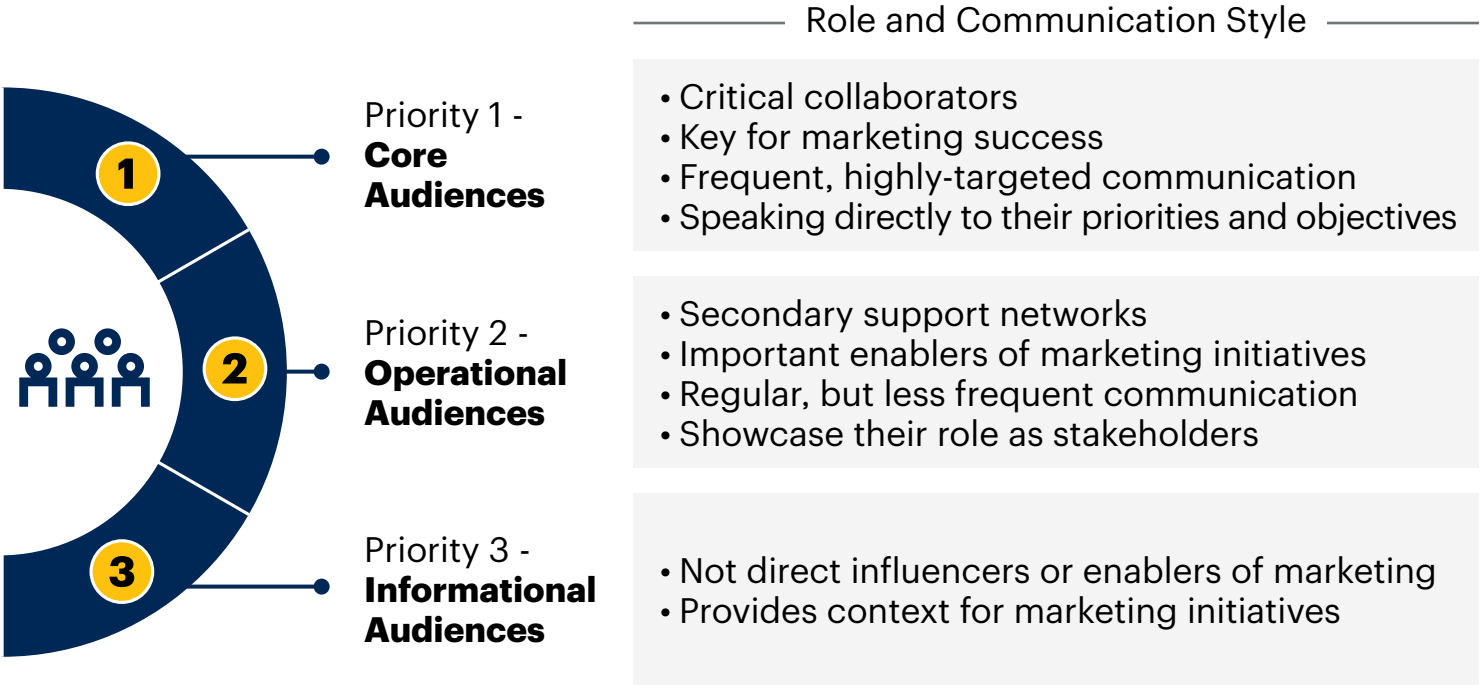 Role and Communication Style
1
Priority 1 -
Core
Audiences
• Critical collaborators
• Key for marketing success
• Frequent, highly-targeted communication
• Speaking directly to their priorities and objectives
2
Priority 2 -
Operational
Audiences
• Secondary support networks
• Important enablers of marketing initiatives
• Regular, but less frequent communication
• Showcase their role as stakeholders
3
Priority 3 -
Informational
Audiences
• Not direct influencers or enablers of marketing
• Provides context for marketing initiatives